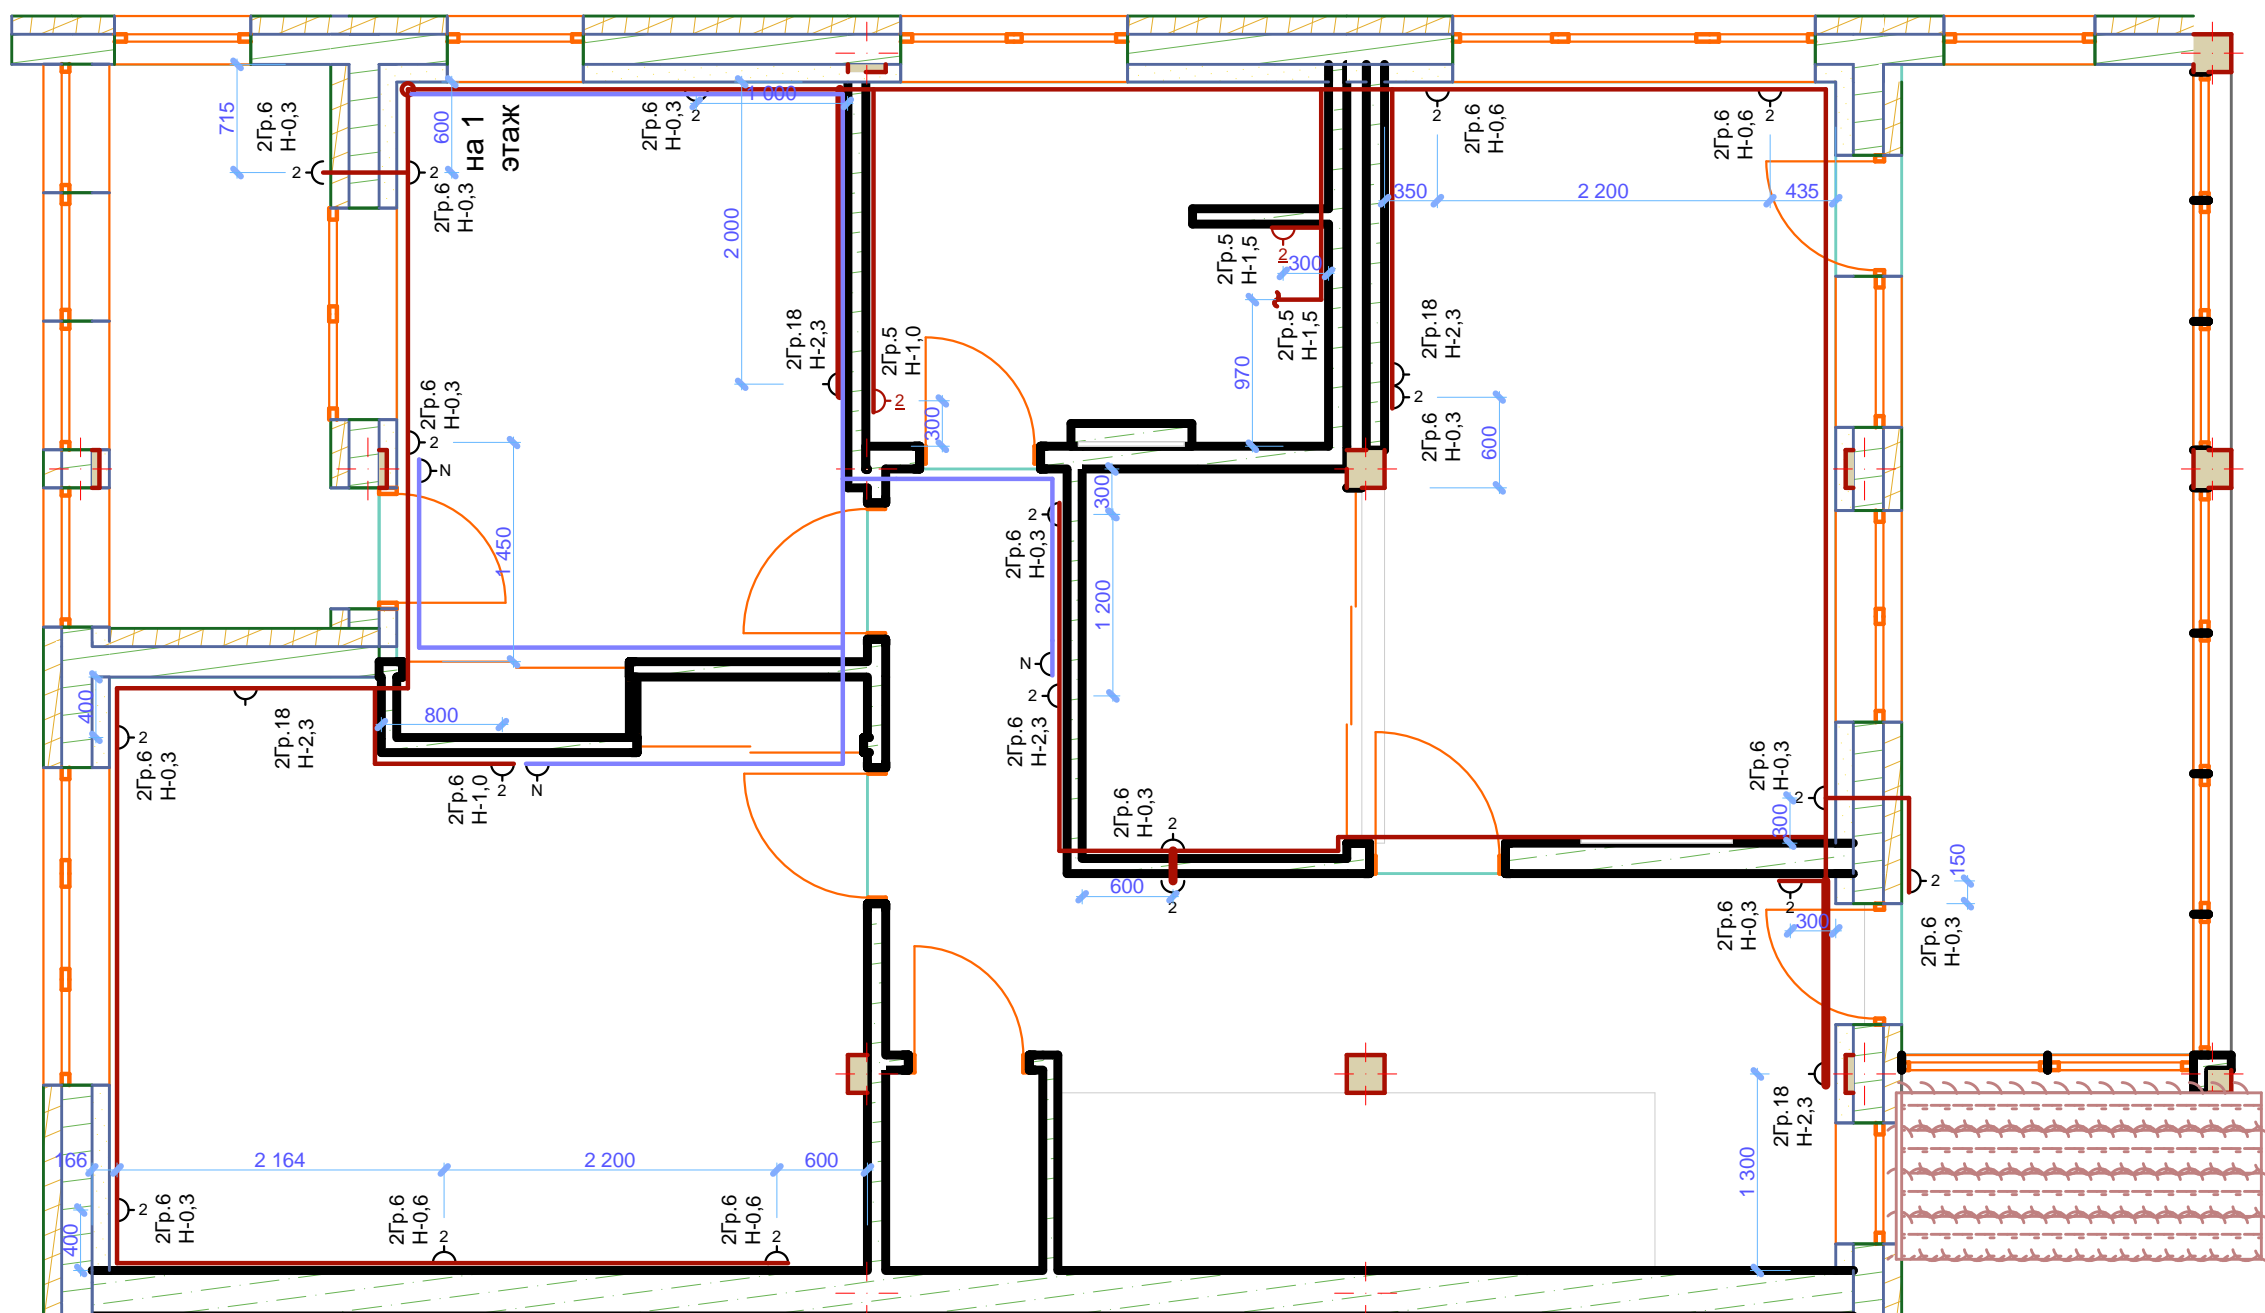 715
2Гр.6
Н-0,3
2
2
2Гр.6
Н-0,3
600
на 1
этаж
2Гр.6
Н-0,3
2
1 000
2 000
2Гр.18
Н-2,3
2Гр.5
Н-1,0
2
300
2Гр.5
Н-1,5
2
300
2Гр.5
Н-1,5
970
350
2 200
435
2
2Гр.6
Н-0,6
2Гр.6
Н-0,6
2
2Гр.18
Н-2,3
2
2Гр.6
Н-0,3
600
2Гр.6
Н-0,3
2
N
1 450
300
2
2Гр.6
Н-0,3
1 200
N
2
2Гр.6
Н-2,3
400
2
2Гр.6
Н-0,3
2Гр.18
Н-2,3
800
2Гр.6
Н-1,0
2
N
2Гр.6
Н-0,3
2
600
2
2Гр.6
Н-0,3
2
300
2
2Гр.6
Н-0,3
300
2
2Гр.6
Н-0,3
150
2Гр.18
Н-2,3
1 300
166
2 164
2 200
600
2
2Гр.6
Н-0,3
400
2Гр.6
Н-0,6
2
2Гр.6
Н-0,6
2